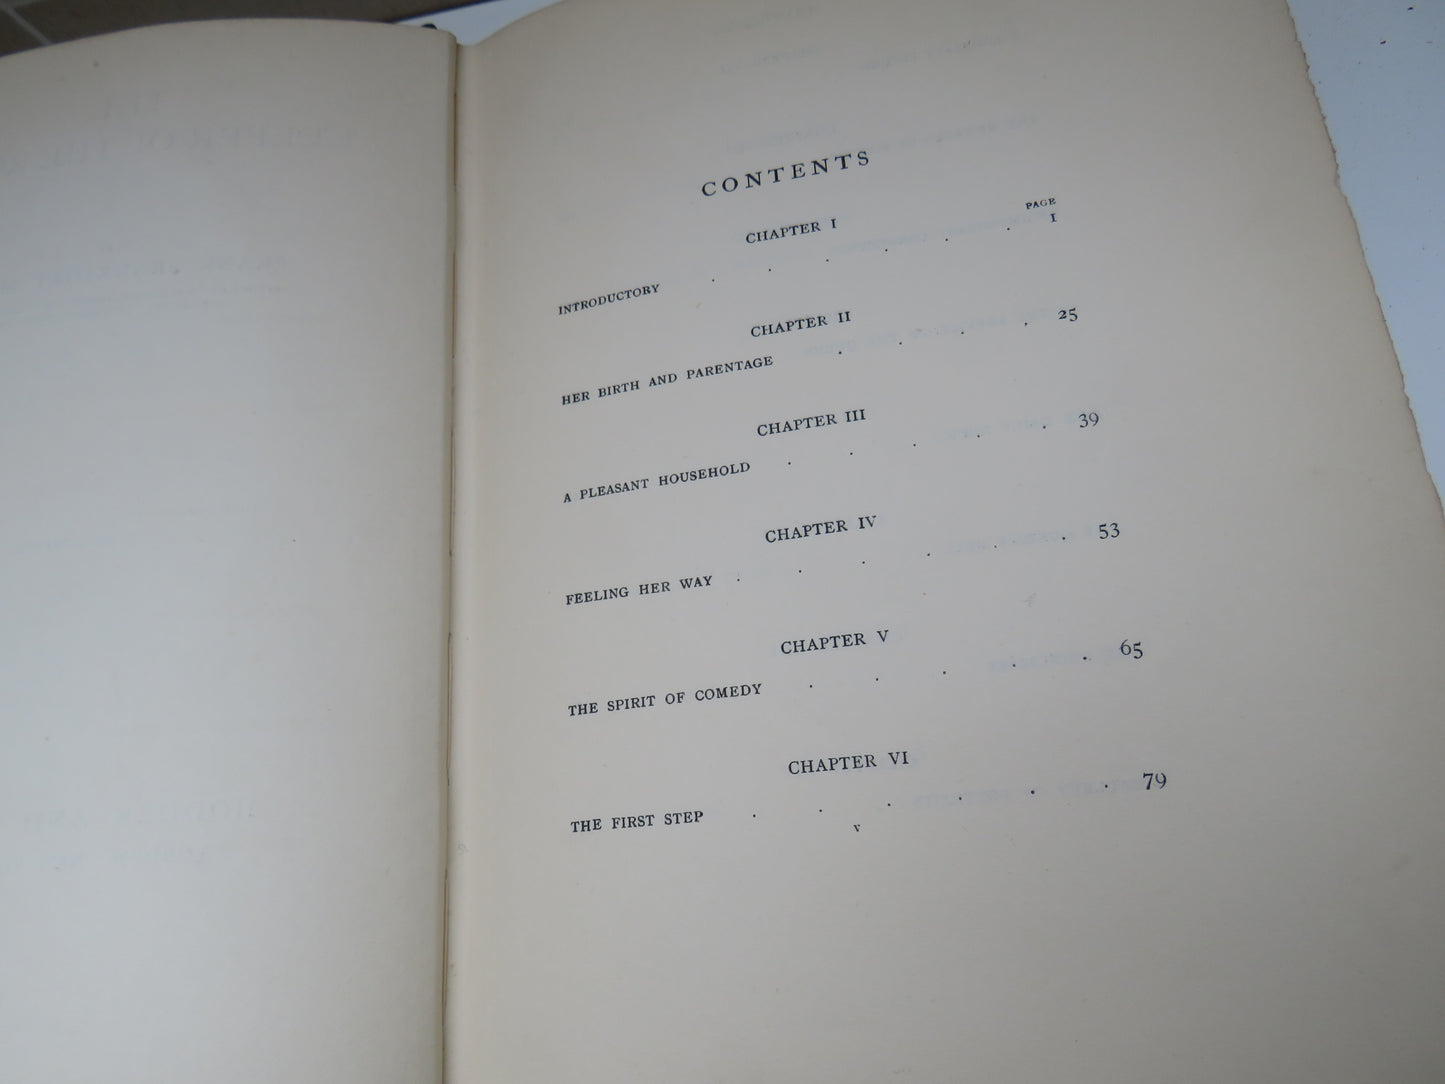 CONTENTS
PAGE
CHAPTER I
INTRODUCTORY . . . . . . I
CHAPTER II
HER BIRTH AND PARENTAGE . . . . 25
CHAPTER III
A PLEASANT HOUSEHOLD . . . . . 39
CHAPTER IV
FEELING HER WAY . . . . . . 53
CHAPTER V
THE SPIRIT OF COMEDY . . . . . 65
CHAPTER VI
THE FIRST STEP . . . . . . 79
v